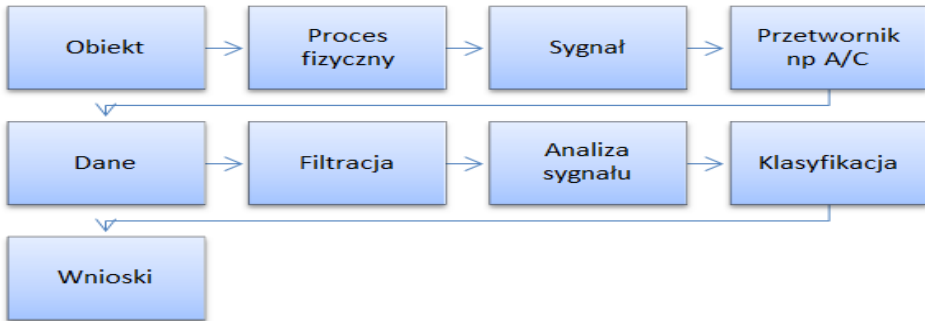 Obiekt
Proces
fizyczny
Sygnał
Przetwornik
np A/C
Dane
Filtracja
Analiza
sygnału
Klasyfikacja
Wnioski